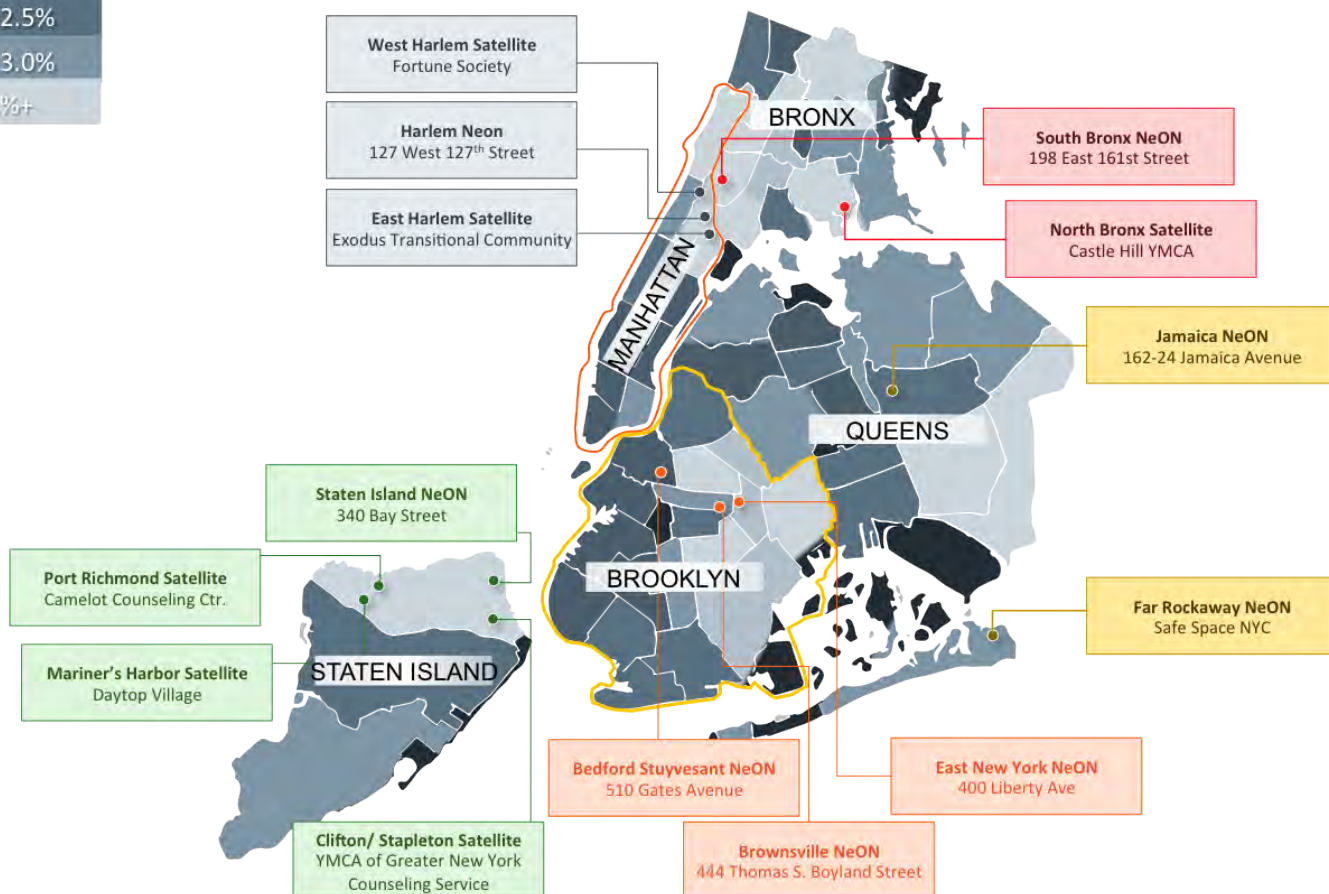 2.5%
3.0%
%+
West Harlem Satellite
Fortune Society
Harlem Neon
127 West 127th Street
East Harlem Satellite
Exodus Transitional Community
BRONX
South Bronx NeON
198 East 161st Street
North Bronx Satellite
Castle Hill YMCA
MANHATTAN
Jamaica NeON
162-24 Jamaica Avenue
QUEENS
Staten Island NeON
340 Bay Street
Port Richmond Satellite
Camelot Counseling Ctr.
BROOKLYN
Far Rockaway NeON
Safe Space NYC
Mariner's Harbor Satellite
Daytop Village
STATEN ISLAND
Bedford Stuyvesant NeON
510 Gates Avenue
East New York NeON
400 Liberty Ave
Clifton/ Stapleton Satellite
YMCA of Greater New York
Counseling Service
Brownsville NeON
444 Thomas S. Boyland Street